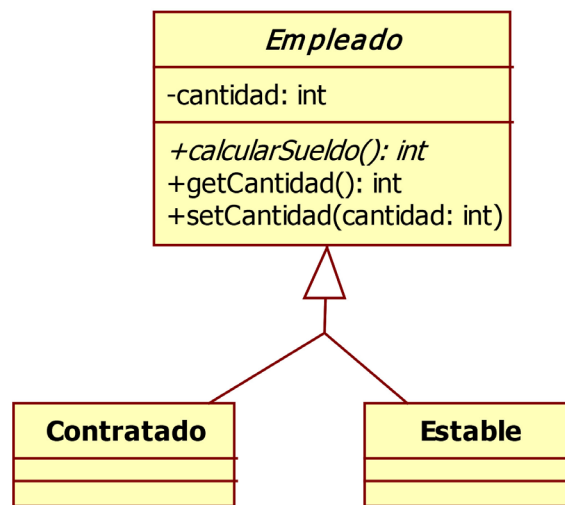 Empleado
-cantidad: int
+calcularSueldo(): int
+getCantidad(): int
+setCantidad(cantidad: int)
Contratado
Estable